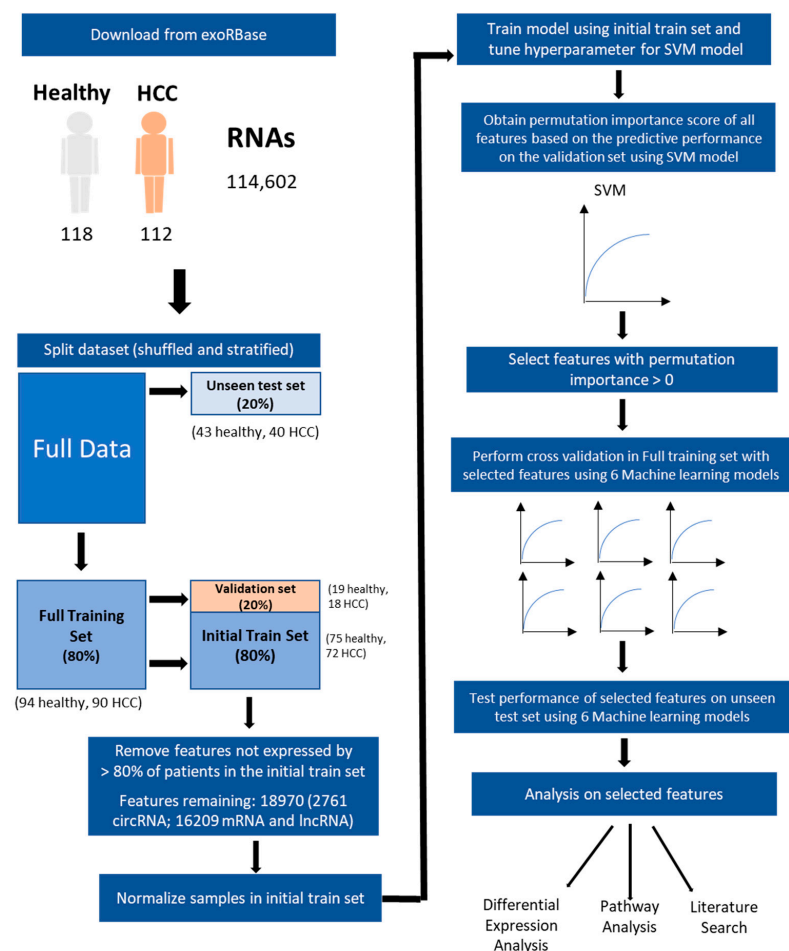 Download from exoRBase
Healthy
HCC
RNAs
114,602
118
112
Split dataset (shuffled and stratified)
Full Data
Unseen test set
(20%)
(43 healthy, 40 HCC)
Full Training
Set
(80%)
(94 healthy, 90 HCC)
Validation set
(20%)
(19 healthy,
18 HCC)
Initial Train Set
(80%)
(75 healthy,
72 HCC)
Remove features not expressed by
> 80% of patients in the initial train set
Features remaining: 18970 (2761
circRNA; 16209 mRNA and lncRNA)
Normalize samples in initial train set
Train model using initial train set and
tune hyperparameter for SVM model
Obtain permutation importance score of all
features based on the predictive performance
on the validation set using SVM model
SVM
Select features with permutation
importance > 0
Perform cross validation in Full training set with
selected features using 6 Machine learning models
Test performance of selected features on unseen
test set using 6 Machine learning models
Analysis on selected features
Differential
Expression
Analysis
Pathway
Analysis
Literature
Search